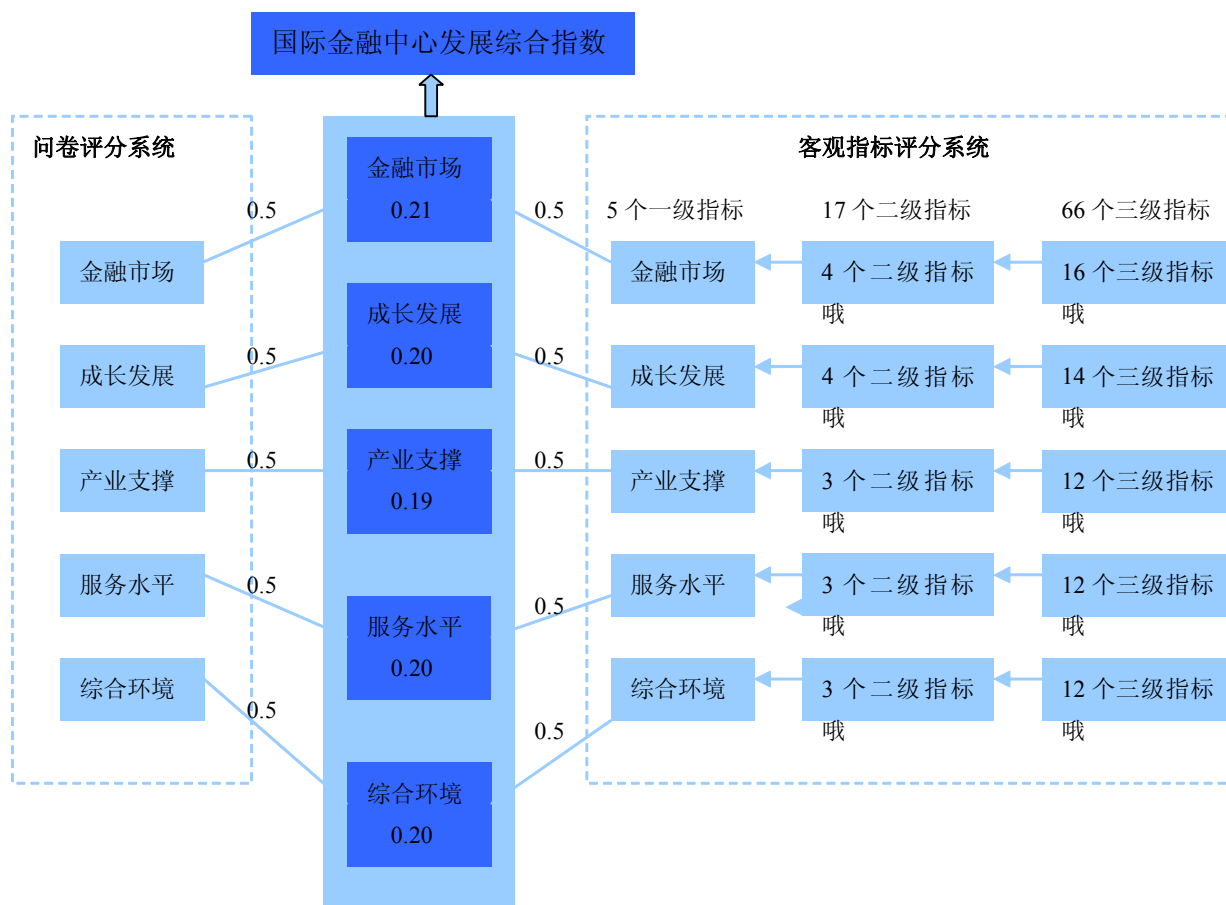 国际金融中心发展综合指数
问卷评分系统
0.5
金融市场
0.5
成长发展
0.5
产业支撑
0.5
服务水平
0.5
综合环境
金融市场
0.21
成长发展
0.20
产业支撑
0.19
服务水平
0.20
综合环境
0.20
客观指标评分系统
5 个一级指标
17 个二级指标
66 个三级指标
0.5
金融市场
4 个二级指标
哦
16 个三级指标
哦
0.5
成长发展
4 个二级指标
哦
14 个三级指标
哦
0.5
产业支撑
3 个二级指标
哦
12 个三级指标
哦
0.5
服务水平
3 个二级指标
哦
12 个三级指标
哦
0.5
综合环境
3 个二级指标
哦
12 个三级指标
哦